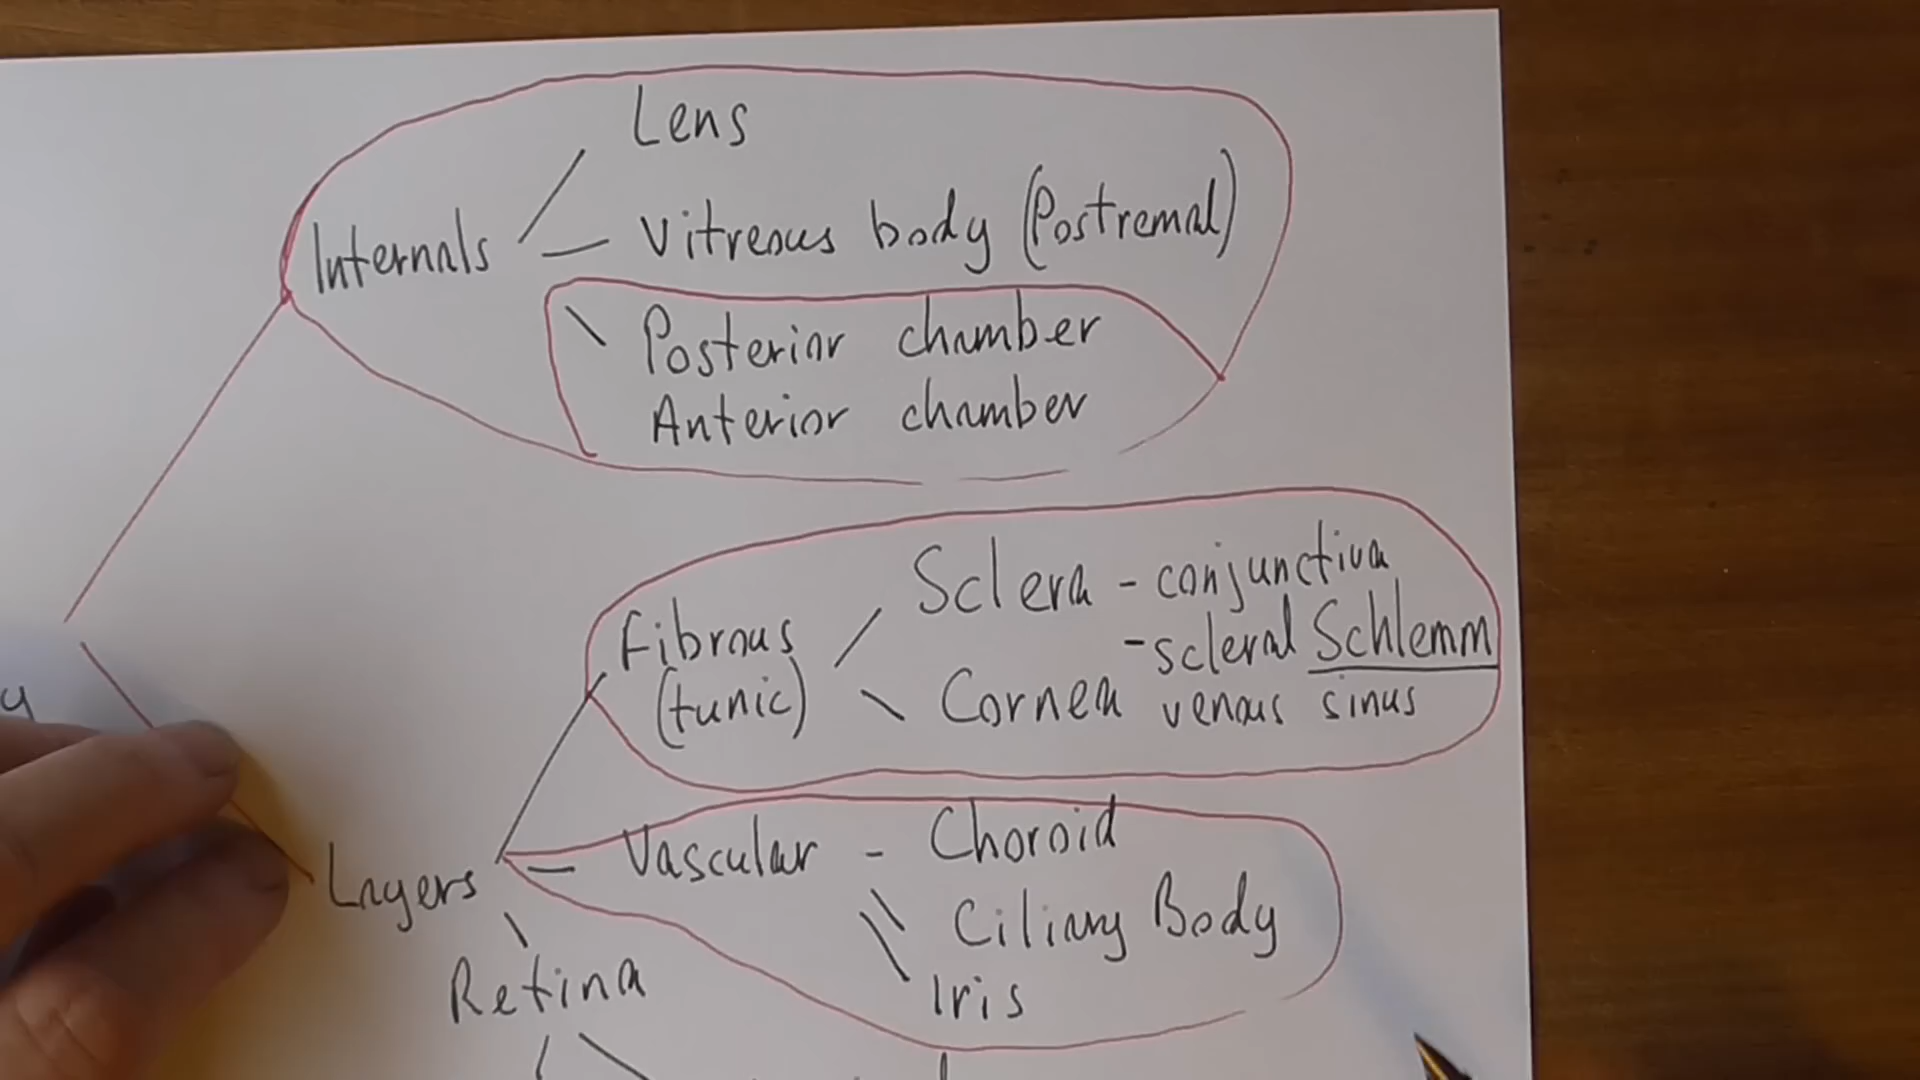 Lens
Internals
Vitreous body (Postremal)
Posterior chamber
Anterior chamber
Sclera - conjunctiva
Fibrous
- scleral Schlemm
(tunic)
Cornea
venous sinus
Vascular - Choroid
Layers
Ciliary Body
Retina
Iris